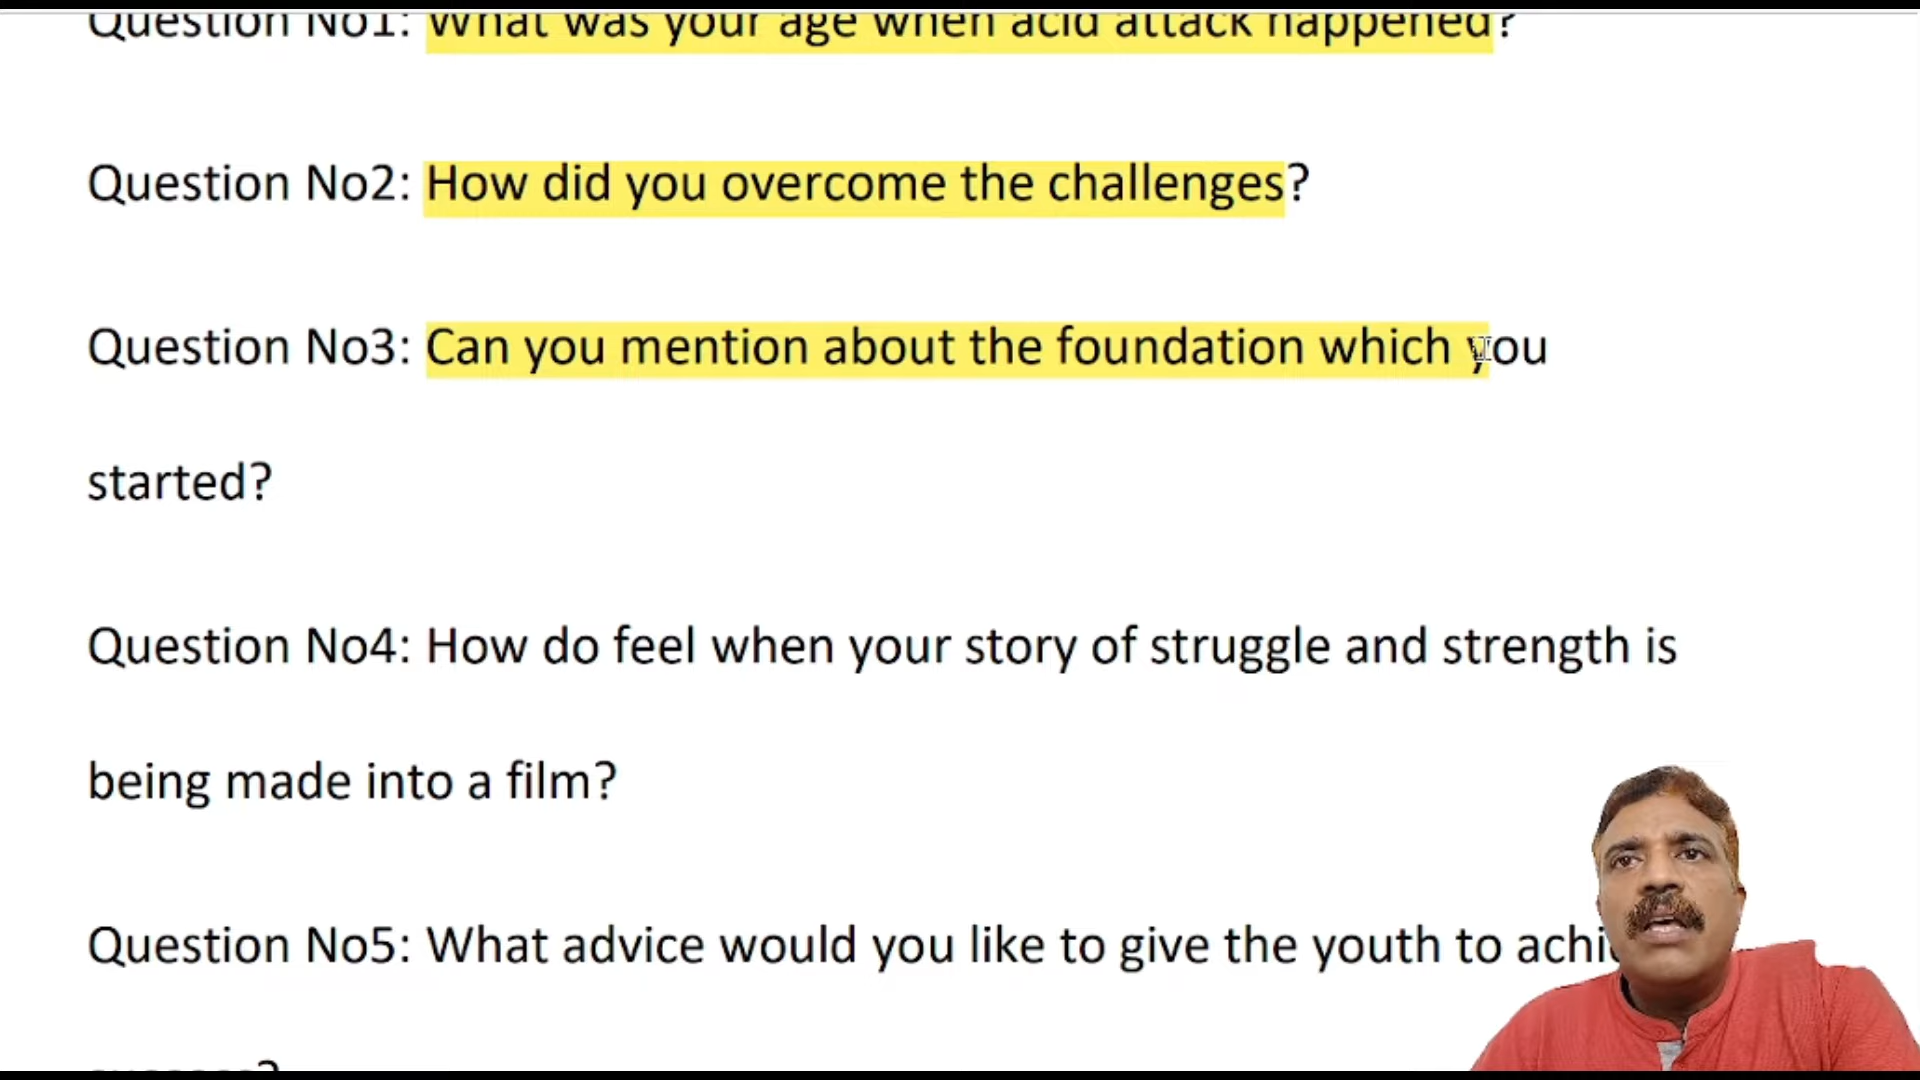 Question No1: What was your age when acid attack happened?
Question No2: How did you overcome the challenges?
Question No3: Can you mention about the foundation which you
started?
Question No4: How do feel when your story of struggle and strength is
being made into a film?
Question No5: What advice would you like to give the youth to